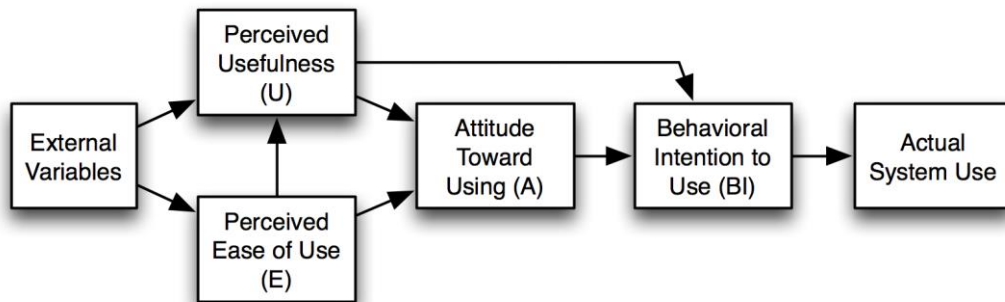 External
Variables
Perceived
Usefulness
(U)
Perceived
Ease of Use
(E)
Attitude
Toward
Using (A)
Behavioral
Intention to
Use (BI)
Actual
System Use